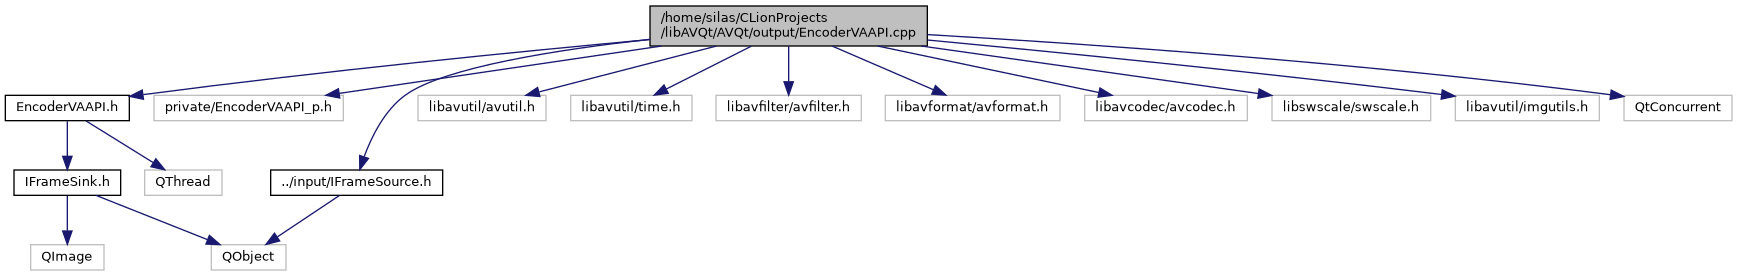 /home/silas/CLionProjects
/libAVQt/AVQt/output/EncoderVAAPI.cpp
EncoderVAAPI.h
private/EncoderVAAPI_p.h
libavutil/avutil.h
libavutil/time.h
libavfilter/avfilter.h
libavformat/avformat.h
libavcodec/avcodec.h
libswscale/swscale.h
libavutil/imgutils.h
QtConcurrent
IFrameSink.h
QThread
../input/IFrameSource.h
QImage
QObject